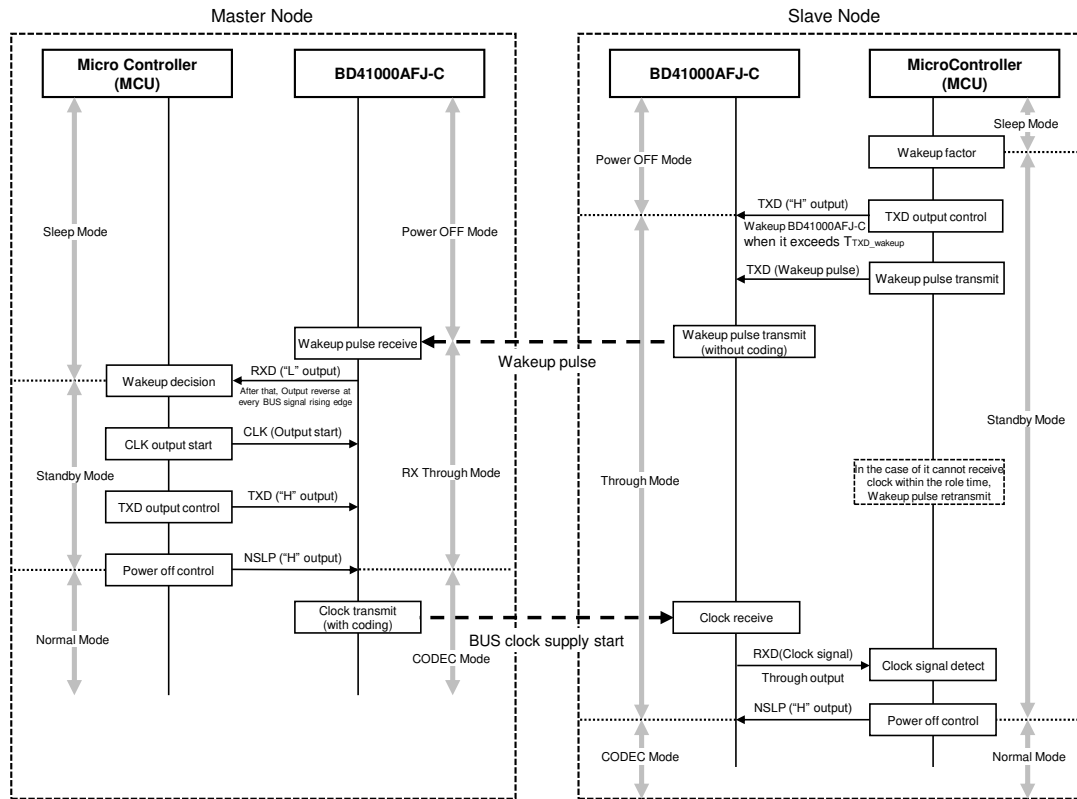 Master Node
Slave Node
Micro Controller
(MCU)
BD41000AFJ-C
BD41000AFJ-C
MicroController
(MCU)
Sleep Mode
Wakeup factor
Power OFF Mode
TXD (“H” output)
TXD output control
Wakeup BD41000AFJ-C
when it exceeds TTXD_wakeup
Sleep Mode
Power OFF Mode
TXD (Wakeup pulse)
Wakeup pulse transmit
Wakeup pulse receive
Wakeup pulse
Wakeup pulse transmit
(without coding)
Wakeup decision
RXD (“L” output)
After that, Output reverse at
every BUS signal rising edge
Standby Mode
CLK output start
CLK (Output start)
Standby Mode
RX Through Mode
Through Mode
In the case of it cannot receive
clock within the role time,
Wakeup pulse retransmit
TXD output control
TXD (“H” output)
Power off control
NSLP (“H” output)
Clock transmit
(with coding)
BUS clock supply start
Clock receive
Normal Mode
CODEC Mode
RXD(Clock signal)
Through output
Clock signal detect
NSLP (“H” output)
Power off control
CODEC Mode
Normal Mode